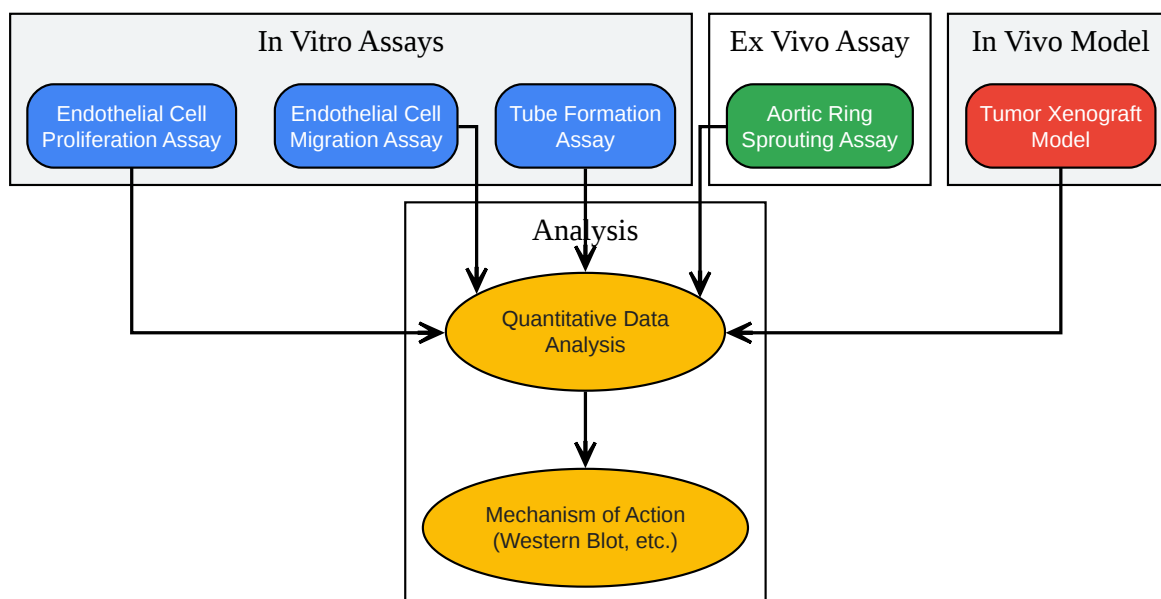 In Vitro Assays
Ex Vivo Assay
In Vivo Model
Endothelial Cell
Proliferation Assay
Endothelial Cell
Migration Assay
Tube Formation
Assay
Aortic Ring
Sprouting Assay
Tumor Xenograft
Model
Analysis
Quantitative Data
Analysis
Mechanism of Action
(Western Blot, etc.)